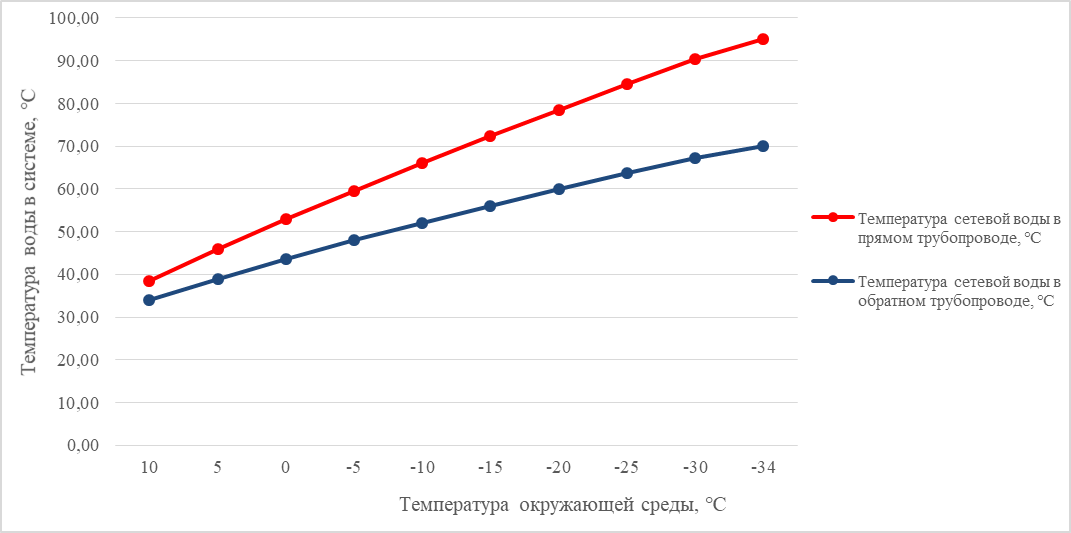 100,00
90,00
80,00
70,00
60,00
50,00
40,00
30,00
20,00
10,00
0,00
Температура воды в системе, °С
10 5 0 -5 -10 -15 -20 -25 -30 -34
Температура окружающей среды, °С
Температура сетевой воды в
прямом трубопроводе, °С
Температура сетевой воды в
обратном трубопроводе, °С